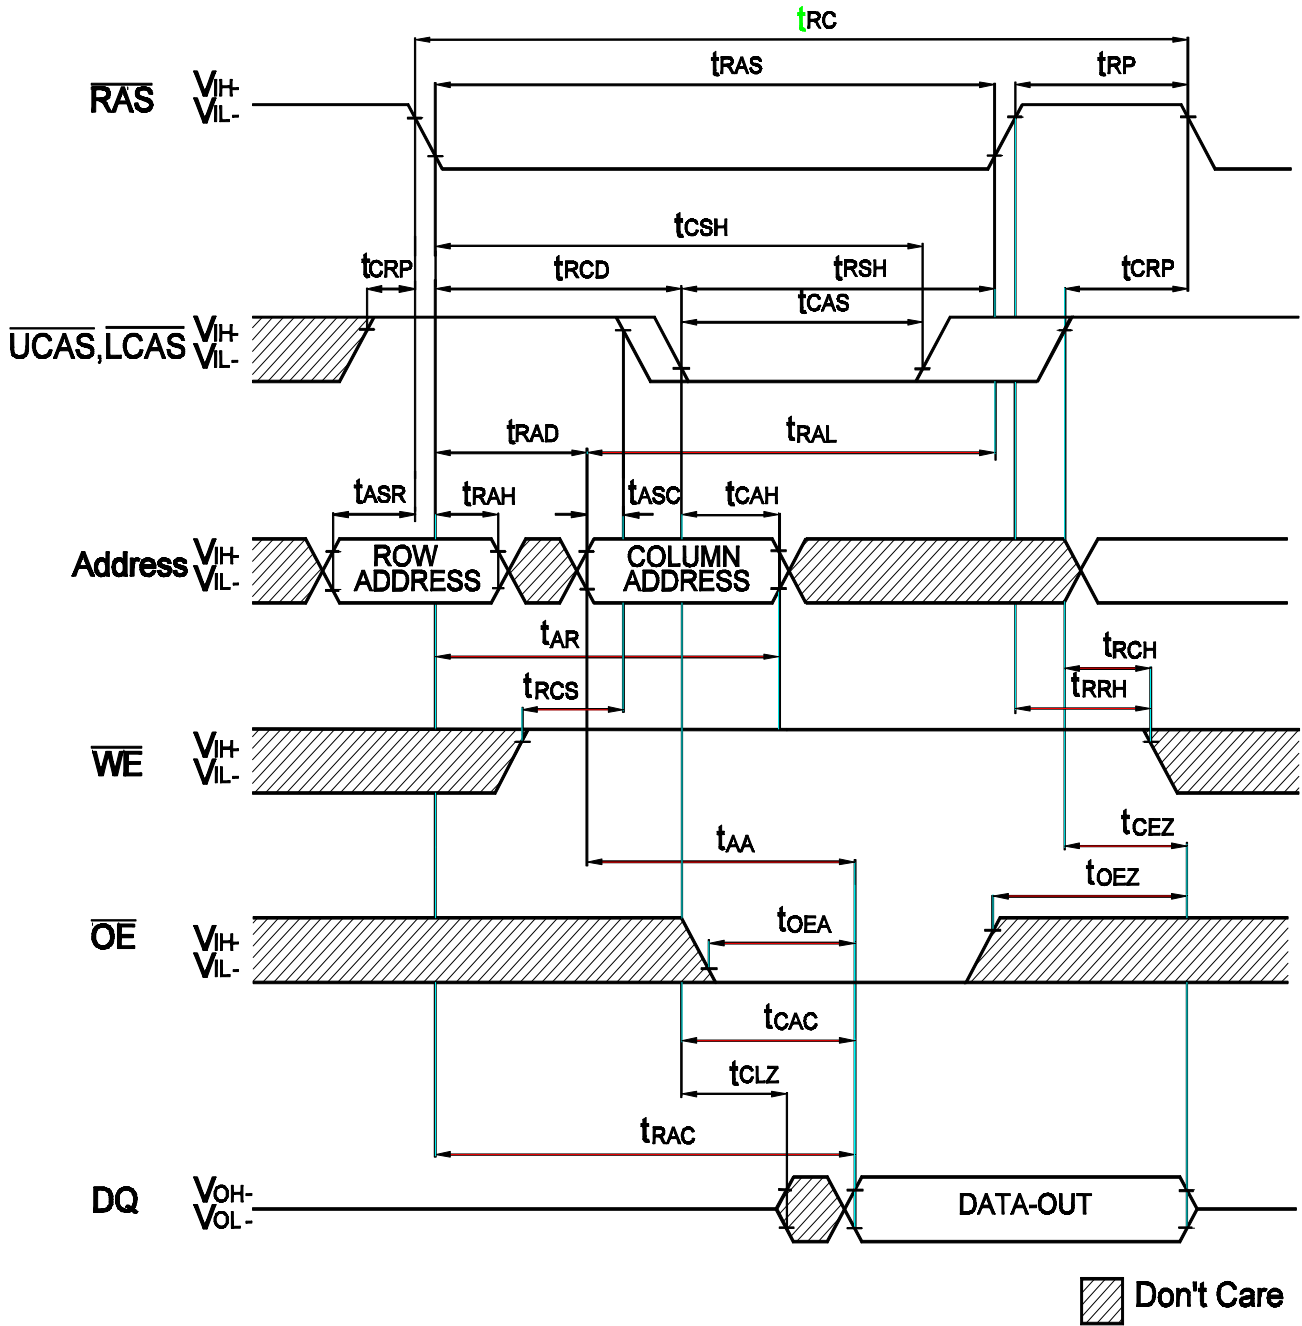 tRC
tRAS
tRP
RAS
VIH-
VIL-
tCSH
tCRP
tRCD
tRSH
tCRP
tCAS
UCAS,LCAS
VIH-
VIL-
tRAD
tRAL
tASR
tRAH
tASC
tCAH
Address
VIH-
VIL-
ROW
ADDRESS
COLUMN
ADDRESS
tAR
tRCH
tRCS
tRRH
WE
VIH-
VIL-
tCEZ
tAA
tOEZ
tOEA
OE
VIH-
VIL-
tCAC
tCLZ
tRAC
DQ
VOH-
VOL-
DATA-OUT
Don't Care